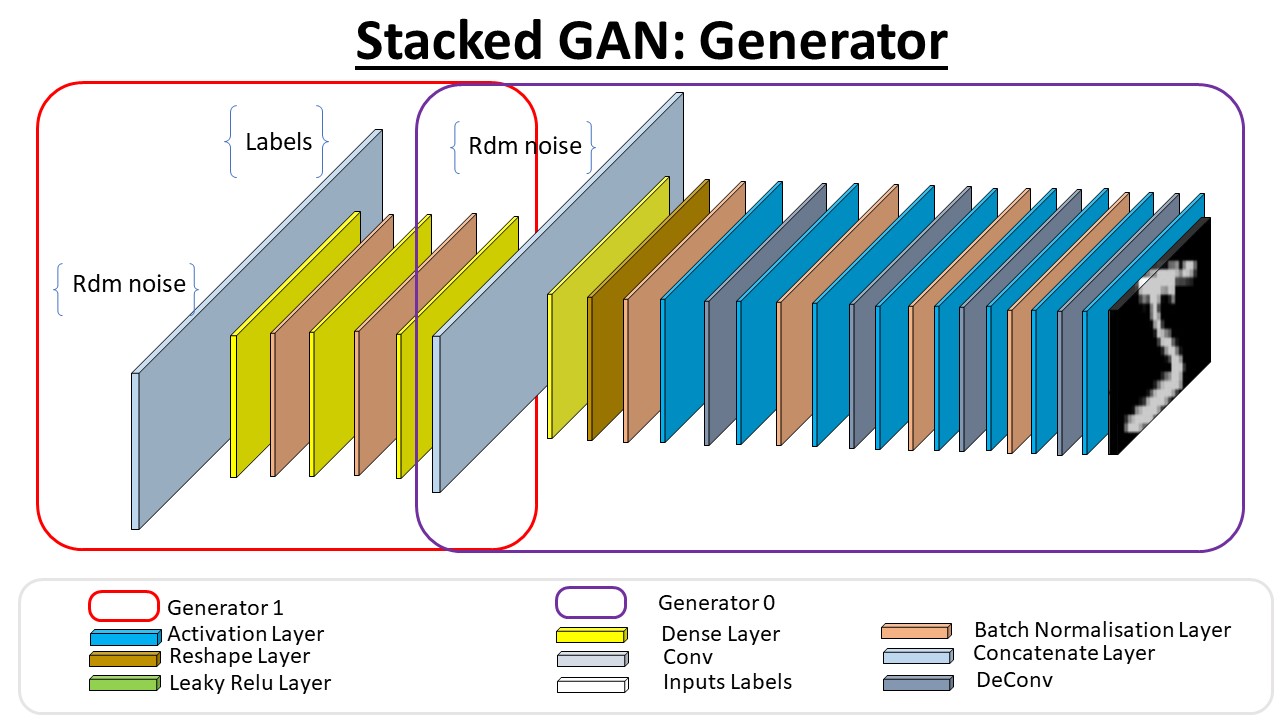 Stacked GAN: Generator
Labels
Rdm noise
Rdm noise
Generator 1
Generator 0
Activation Layer
Dense Layer
Batch Normalisation Layer
Reshape Layer
Conv
Concatenate Layer
Leaky Relu Layer
Inputs Labels
DeConv